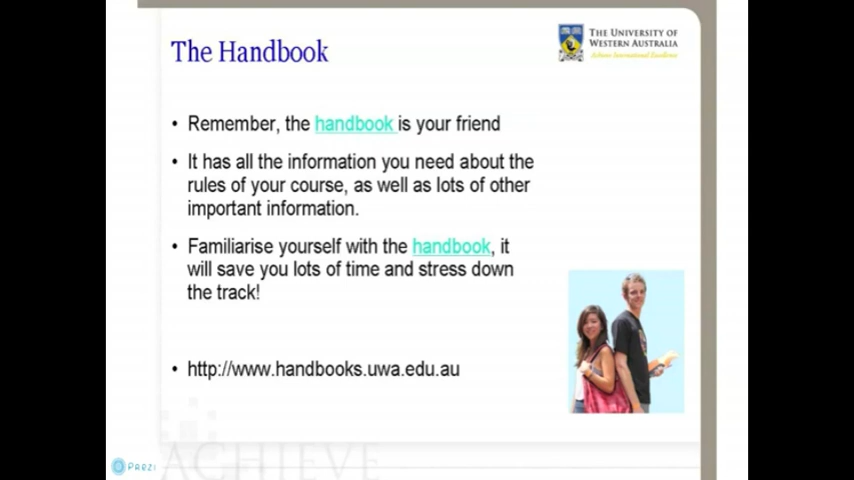 The Handbook
THE UNIVERSITY OF
WESTERN AUSTRALIA
Achieve International Excellence
• Remember, the handbook is your friend
• It has all the information you need about the
rules of your course, as well as lots of other
important information.
• Familiarise yourself with the handbook, it
will save you lots of time and stress down
the track!
• http://www.handbooks.uwa.edu.au
ACHIEVE
Prezi